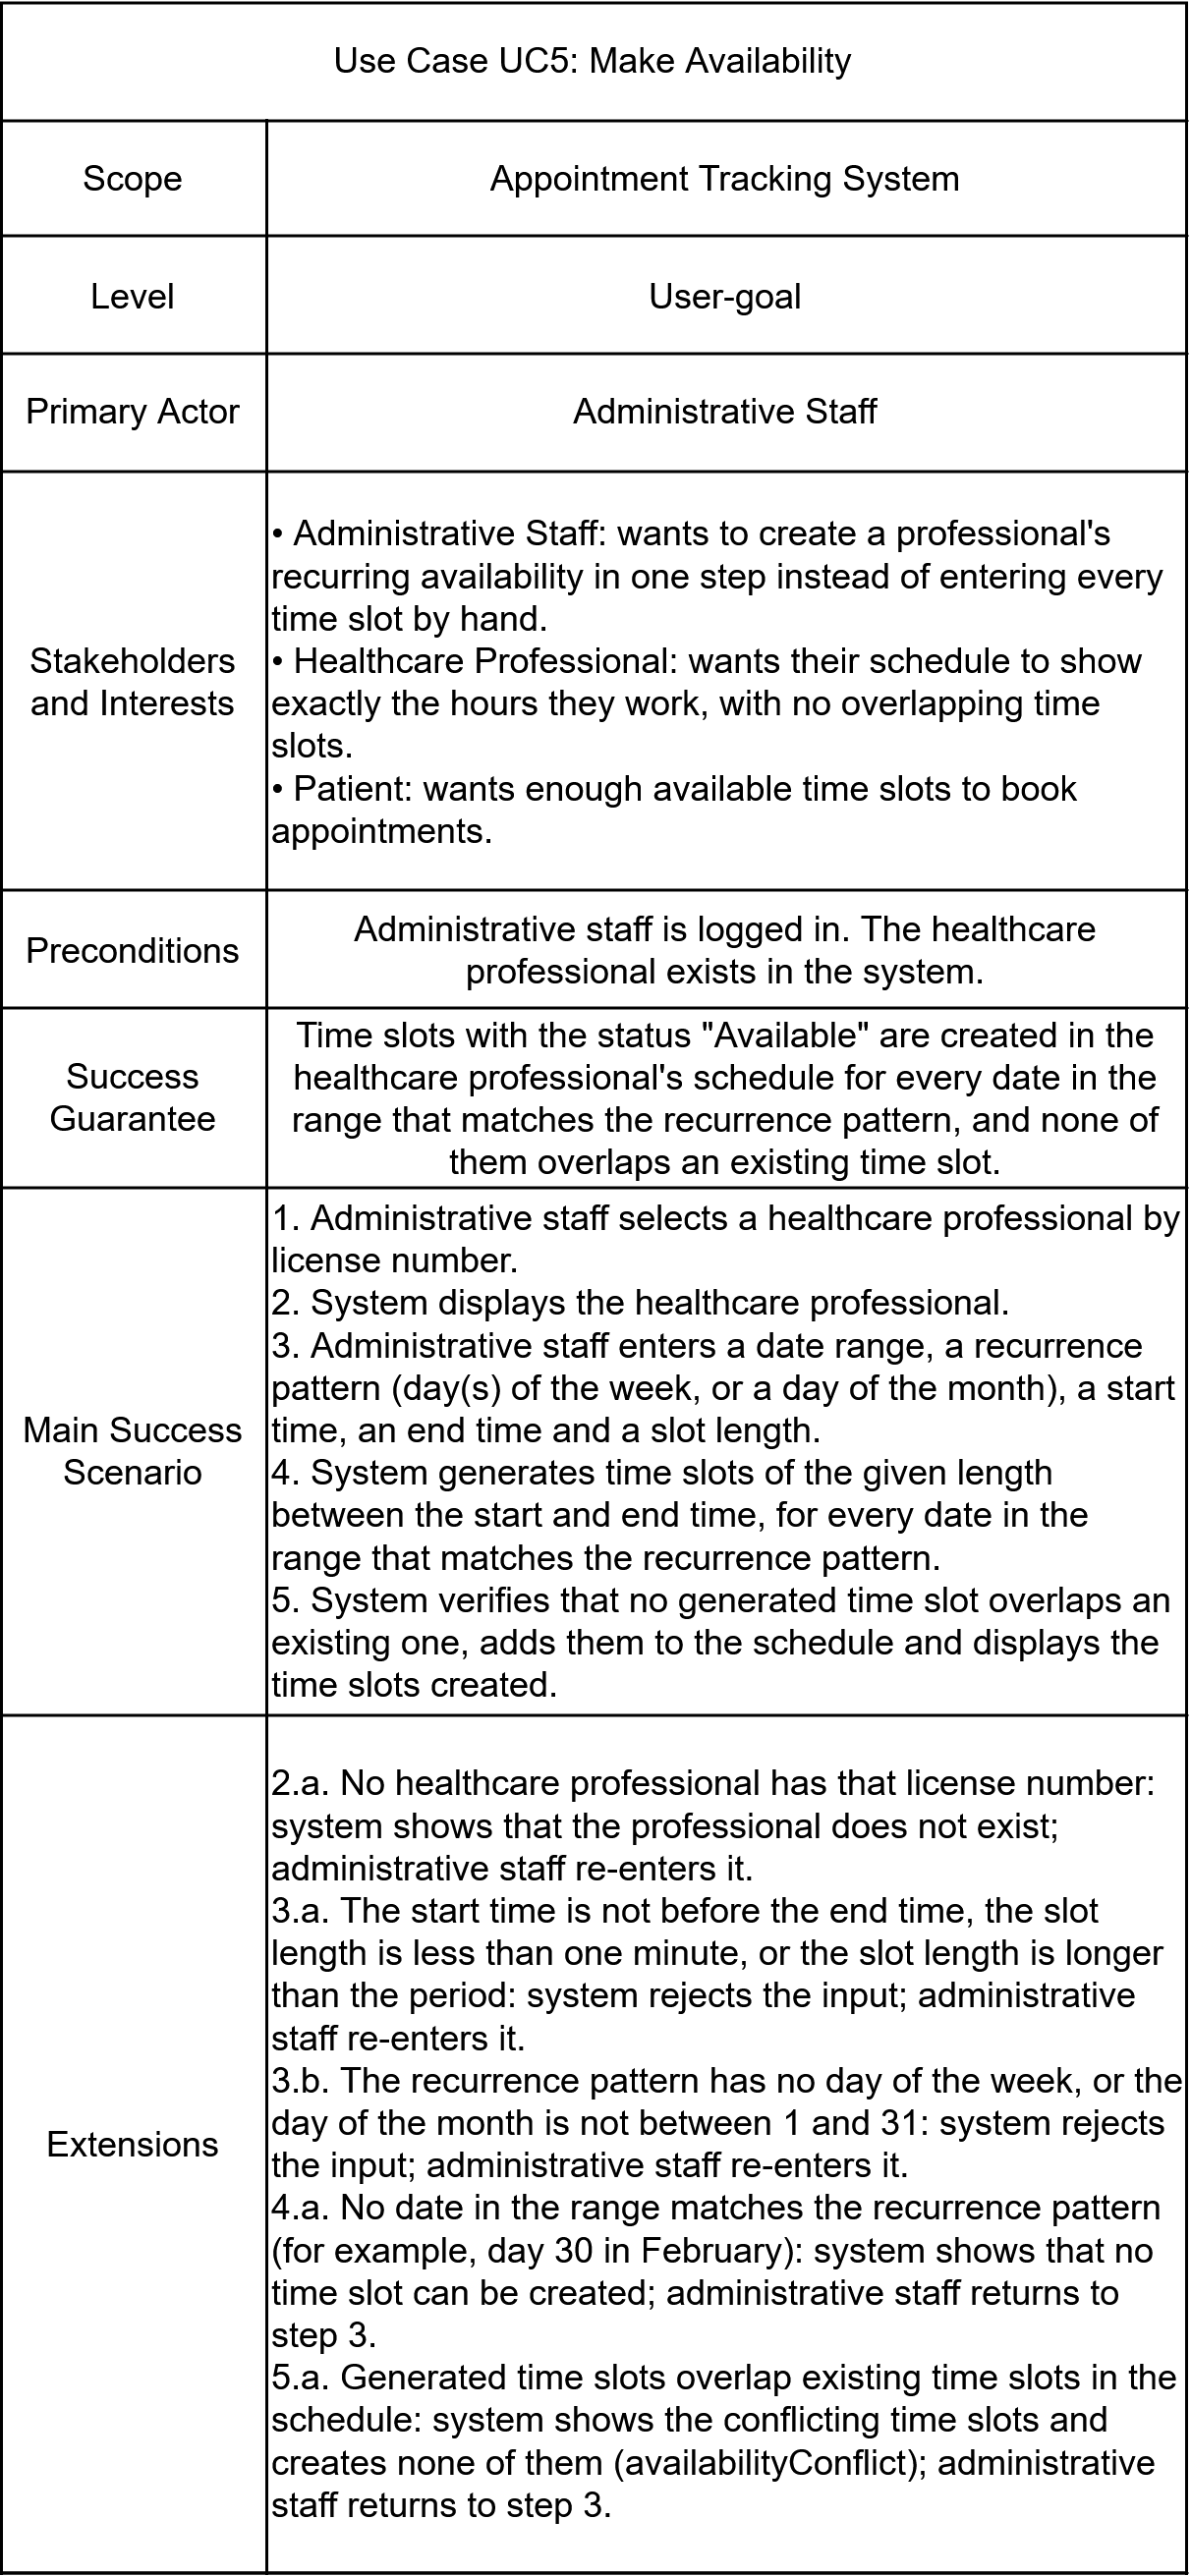 Use Case UC5: Make Availability
Scope
Appointment Tracking System
Level
User-goal
Primary Actor
Administrative Staff
Stakeholders
and Interests
• Administrative Staff: wants to create a professional's
recurring availability in one step instead of entering every
time slot by hand.
• Healthcare Professional: wants their schedule to show
exactly the hours they work, with no overlapping time
slots.
• Patient: wants enough available time slots to book
appointments.
Preconditions
Administrative staff is logged in. The healthcare
professional exists in the system.
Success
Guarantee
Time slots with the status "Available" are created in the
healthcare professional's schedule for every date in the
range that matches the recurrence pattern, and none of
them overlaps an existing time slot.
Main Success
Scenario
1. Administrative staff selects a healthcare professional by
license number.
2. System displays the healthcare professional.
3. Administrative staff enters a date range, a recurrence
pattern (day(s) of the week, or a day of the month), a start
time, an end time and a slot length.
4. System generates time slots of the given length
between the start and end time, for every date in the
range that matches the recurrence pattern.
5. System verifies that no generated time slot overlaps an
existing one, adds them to the schedule and displays the
time slots created.
Extensions
2.a. No healthcare professional has that license number:
system shows that the professional does not exist;
administrative staff re-enters it.
3.a. The start time is not before the end time, the slot
length is less than one minute, or the slot length is longer
than the period: system rejects the input; administrative
staff re-enters it.
3.b. The recurrence pattern has no day of the week, or the
day of the month is not between 1 and 31: system rejects
the input; administrative staff re-enters it.
4.a. No date in the range matches the recurrence pattern
(for example, day 30 in February): system shows that no
time slot can be created; administrative staff returns to
step 3.
5.a. Generated time slots overlap existing time slots in the
schedule: system shows the conflicting time slots and
creates none of them (availabilityConflict); administrative
staff returns to step 3.